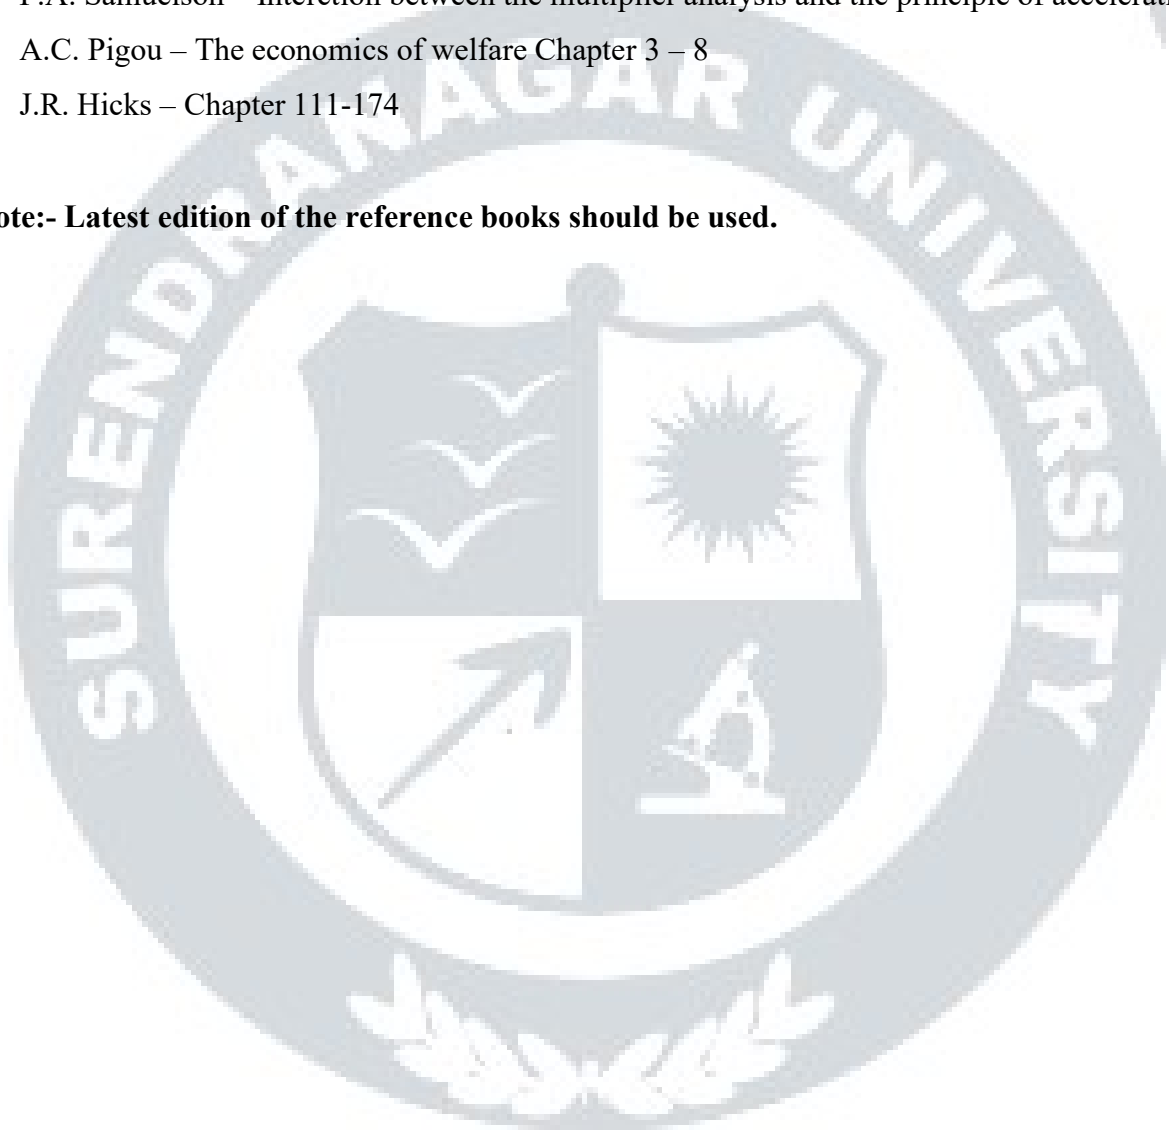 P.A. Samuelson – Interction between the multiplier analysis and the principle of accelerati
A.C. Pigou – The economics of welfare Chapter 3 – 8
J.R. Hicks – Chapter 111-174
ote:- Latest edition of the reference books should be used.
SURENDRANAGAR UNIVERSITY